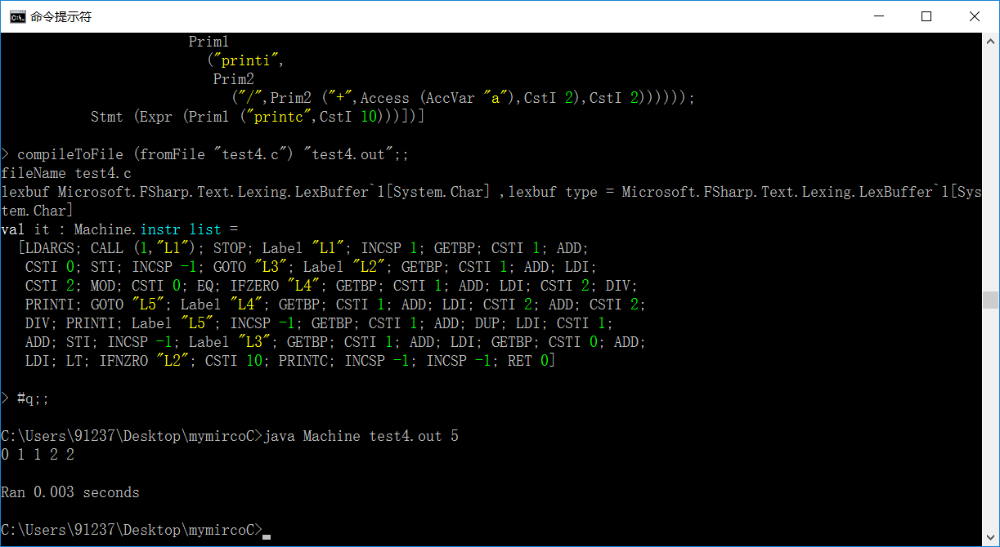 命令提示符
Prim1
("printi",
Prim2
("/",Prim2 ("+",Access (AccVar "a"),CstI 2),CstI 2))))));
Stmt (Expr (Prim1 ("printc",CstI 10)))])]
> compileToFile (fromFile "test4.c") "test4.out";;
fileName test4.c
lexbuf Microsoft.FSharp.Text.Lexing.LexBuffer`1[System.Char] ,lexbuf type = Microsoft.FSharp.Text.Lexing.LexBuffer`1[Sys
tem.Char]
val it : Machine.instr list =
[LDARGS; CALL (1,"L1"); STOP; Label "L1"; INCSP 1; GETBP; CSTI 1; ADD;
CSTI 0; STI; INCSP -1; GOTO "L3"; Label "L2"; GETBP; CSTI 1; ADD; LDI;
CSTI 2; MOD; CSTI 0; EQ; IFZERO "L4"; GETBP; CSTI 1; ADD; LDI; CSTI 2; DIV;
PRINTI; GOTO "L5"; Label "L4"; GETBP; CSTI 1; ADD; LDI; CSTI 2; ADD; CSTI 2;
DIV; PRINTI; Label "L5"; INCSP -1; GETBP; CSTI 1; ADD; DUP; LDI; CSTI 1;
ADD; STI; INCSP -1; Label "L3"; GETBP; CSTI 1; ADD; LDI; GETBP; CSTI 0; ADD;
LDI; LT; IFNZRO "L2"; CSTI 10; PRINTC; INCSP -1; INCSP -1; RET 0]
> #q;;
C:\Users\91237\Desktop\mymircoC>java Machine test4.out 5
0 1 1 2 2
Ran 0.003 seconds
C:\Users\91237\Desktop\mymircoC>